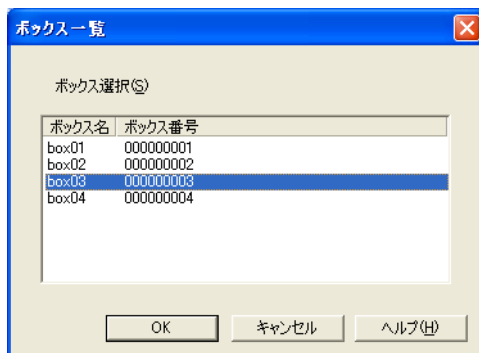 ボックス一覧
ボックス選択(S)
ボックス名 ボックス番号
box01 000000001
box02 000000002
box03 000000003
box04 000000004
OK キャンセル ヘルプ(H)